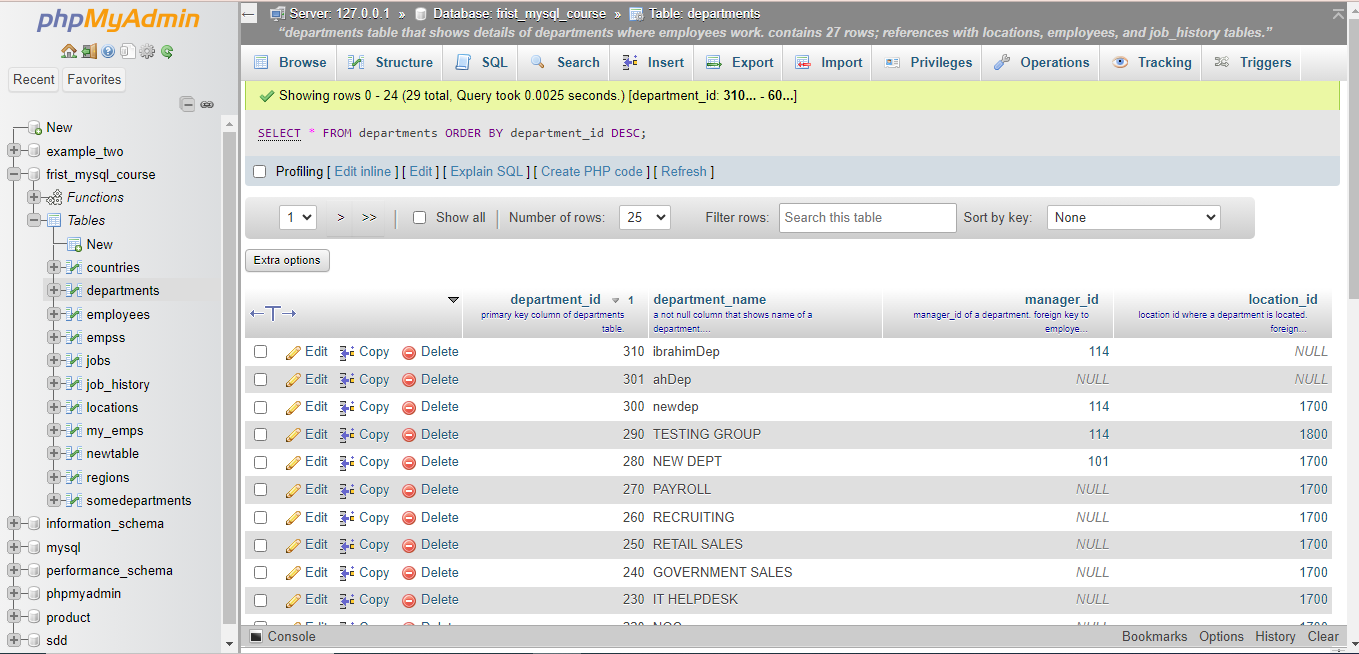 phpMyAdmin
Recent Favorites
New
example_two
frist_mysql_course
Functions
Tables
New
countries
departments
employees
empss
jobs
job_history
locations
my_emps
newtable
regions
somedepartments
information_schema
mysql
performance_schema
phpmyadmin
product
sdd
Server: 127.0.0.1 » Database: frist_mysql_course » Table: departments
“departments table that shows details of departments where employees work. contains 27 rows; references with locations, employees, and job_history tables.”
Browse Structure SQL Search Insert Export Import Privileges Operations Tracking Triggers
Showing rows 0 - 24 (29 total, Query took 0.0025 seconds.) [department_id: 310... - 60...]
SELECT * FROM departments ORDER BY department_id DESC;
Profiling [ Edit inline ] [ Edit ] [ Explain SQL ] [ Create PHP code ] [ Refresh ]
1 > >> | Show all | Number of rows: 25 Filter rows: Search this table Sort by key: None
Extra options
←T→ department_id 1 department_name manager_id location_id
primary key column of departments table. a not null column that shows name of a department.... manager_id of a department. foreign key to employe... location id where a department is located. foreign...
Edit Copy Delete 310 ibrahimDep 114 NULL
Edit Copy Delete 301 ahDep NULL NULL
Edit Copy Delete 300 newdep 114 1700
Edit Copy Delete 290 TESTING GROUP 114 1800
Edit Copy Delete 280 NEW DEPT 101 1700
Edit Copy Delete 270 PAYROLL NULL 1700
Edit Copy Delete 260 RECRUITING NULL 1700
Edit Copy Delete 250 RETAIL SALES NULL 1700
Edit Copy Delete 240 GOVERNMENT SALES NULL 1700
Edit Copy Delete 230 IT HELPDESK NULL 1700
Console Bookmarks Options History Clear